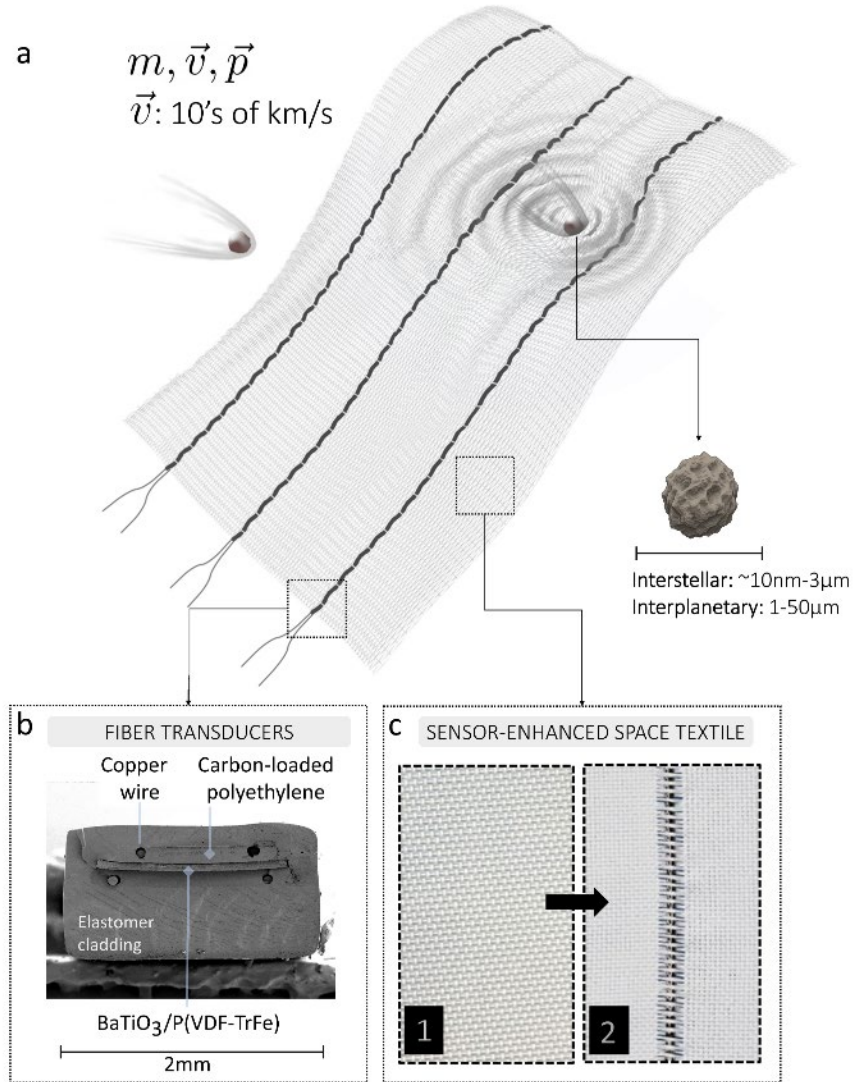 a
m, v⃗, p⃗
v⃗: 10's of km/s
Interstellar: ~10nm-3μm
Interplanetary: 1-50μm
b
FIBER TRANSDUCERS
Copper wire
Carbon-loaded polyethylene
Elastomer cladding
BaTiO₃/P(VDF-TrFe)
2mm
c
SENSOR-ENHANCED SPACE TEXTILE
1
2